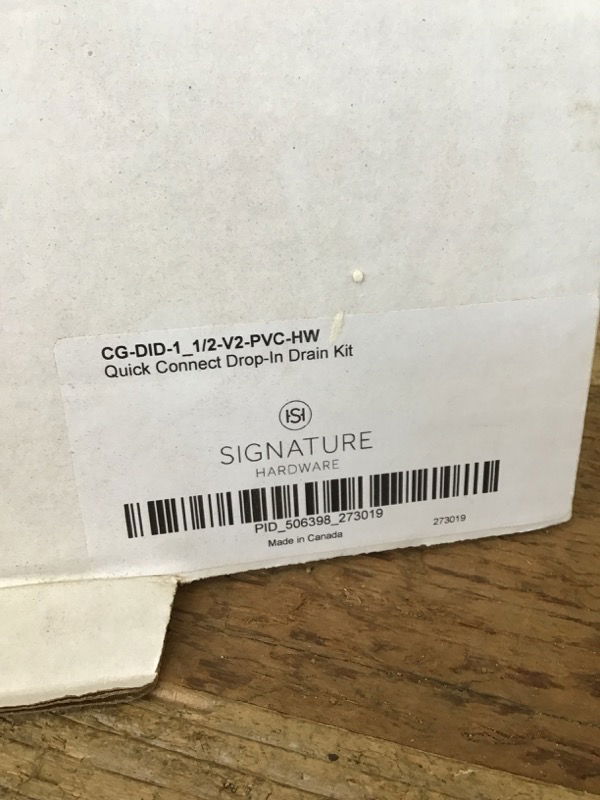 CG-DID-1_1/2-V2-PVC-HW
Quick Connect Drop-In Drain Kit
SIGNATURE
HARDWARE
PID_506398_273019
273019
Made in Canada